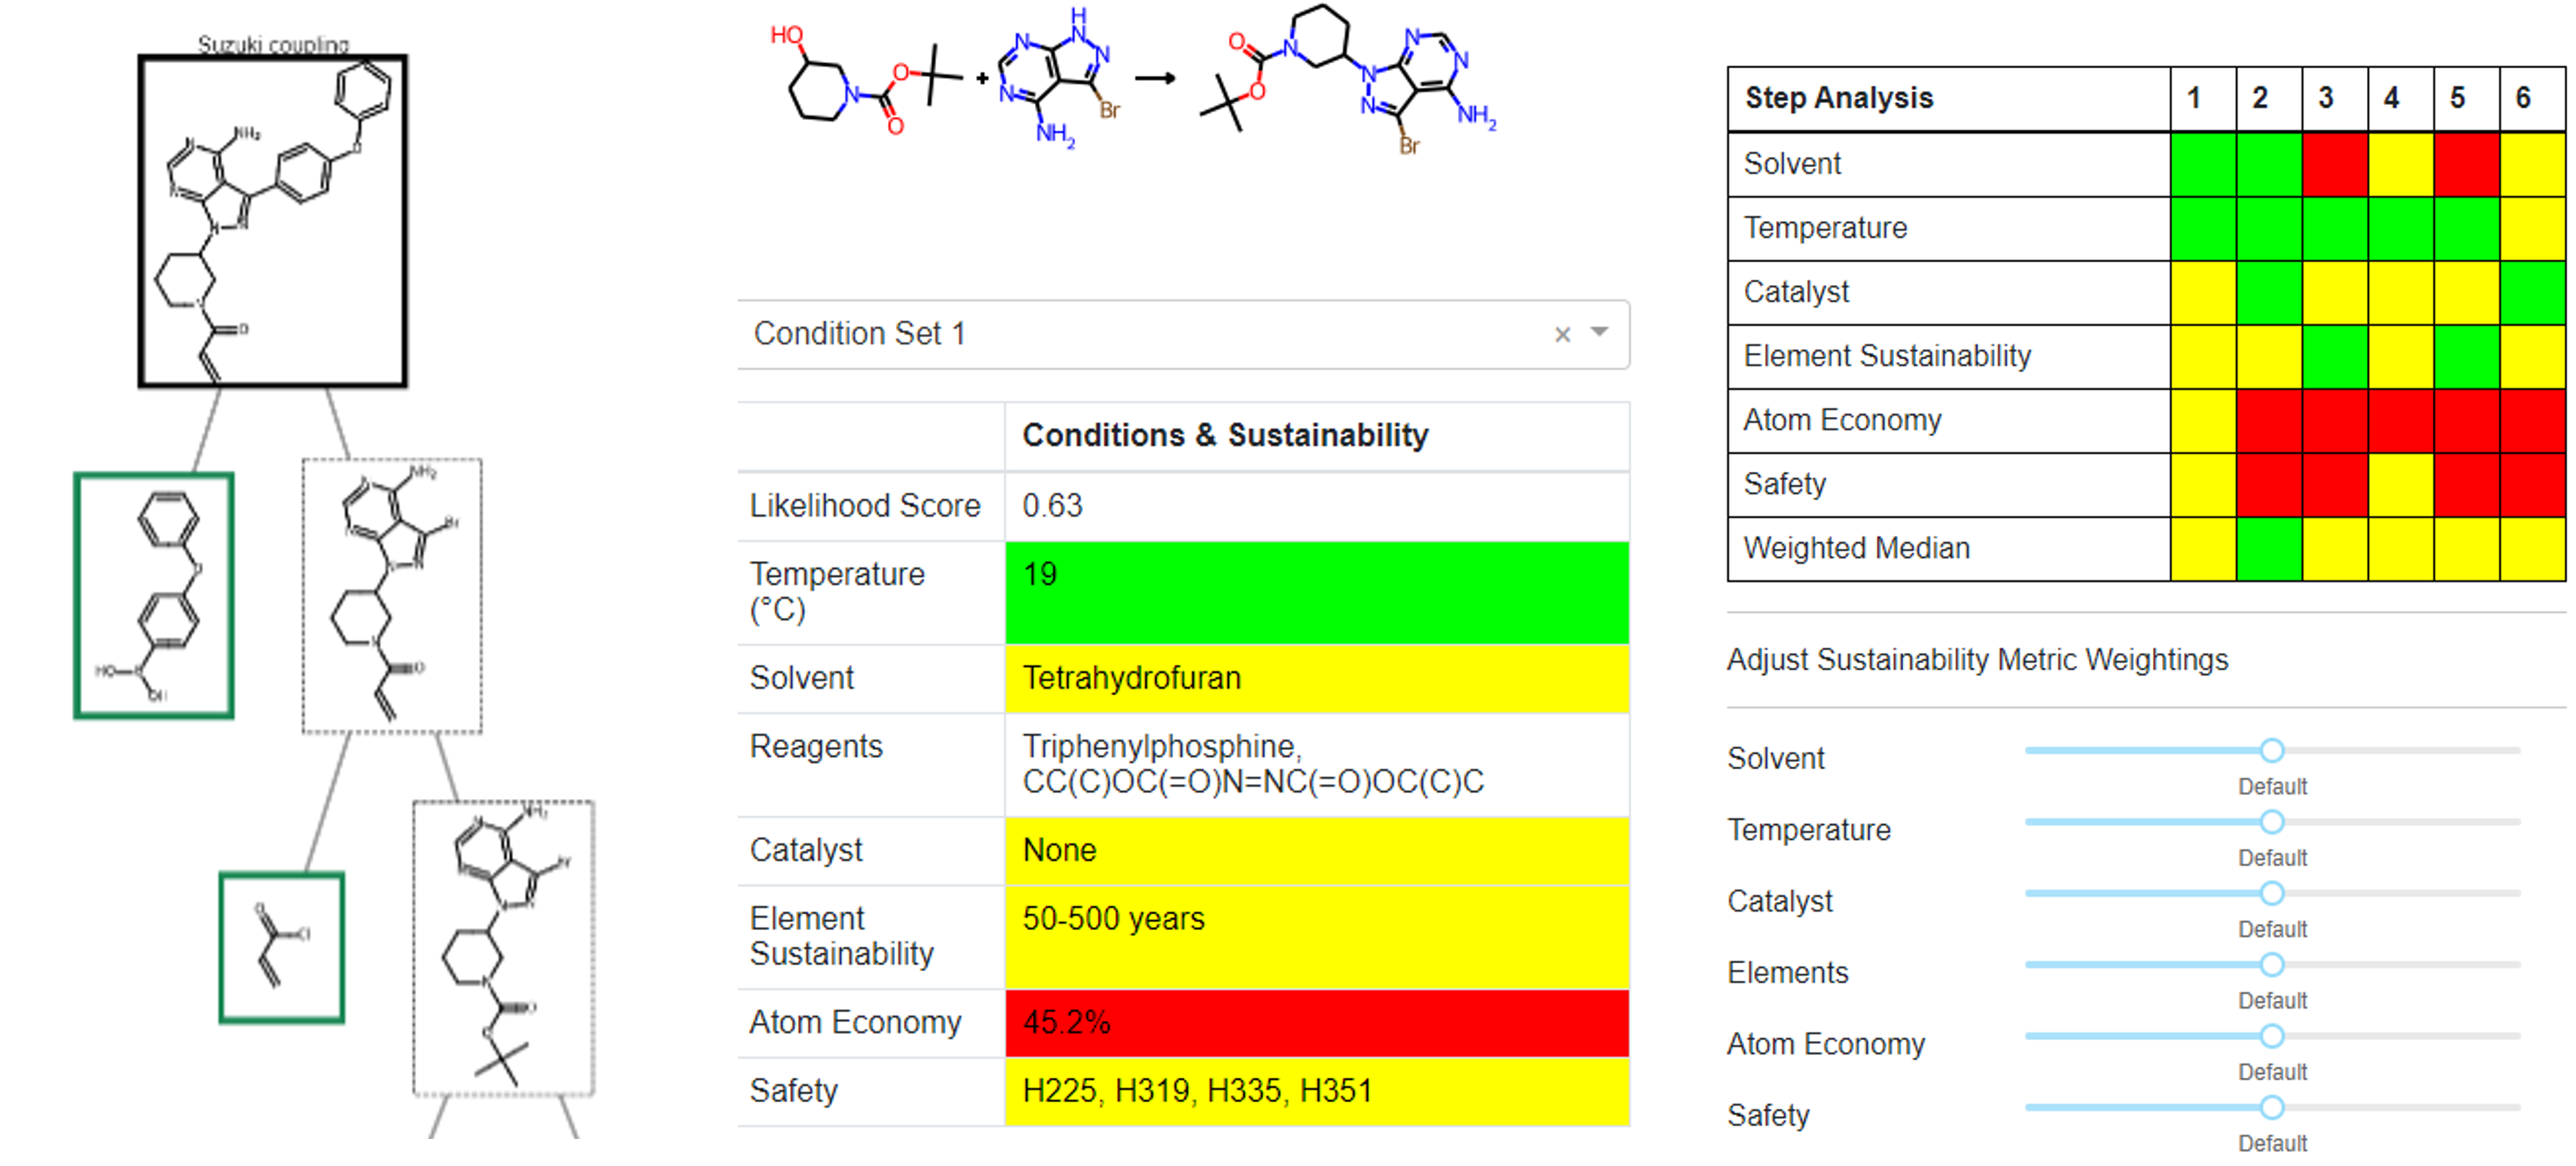 Suzuki coupling
NH₂
N
N
N
N
N
O
O
HO
B
OH
O
NH₂
Br
N
N
N
N
N
O
O
Cl
NH₂
Br
N
N
N
N
N
O
O
HO
N
O
O
+
N
N
H
N
N
NH₂
Br
O
O
N
N
N
N
N
NH₂
Br
Condition Set 1
×
Conditions & Sustainability
Likelihood Score 0.63
Temperature 19
(°C)
Solvent Tetrahydrofuran
Reagents Triphenylphosphine,
CC(C)OC(=O)N=NC(=O)OC(C)C
Catalyst None
Element 50-500 years
Sustainability
Atom Economy 45.2%
Safety H225, H319, H335, H351
Step Analysis 1 2 3 4 5 6
Solvent
Temperature
Catalyst
Element Sustainability
Atom Economy
Safety
Weighted Median
Adjust Sustainability Metric Weightings
Solvent
Default
Temperature
Default
Catalyst
Default
Elements
Default
Atom Economy
Default
Safety
Default